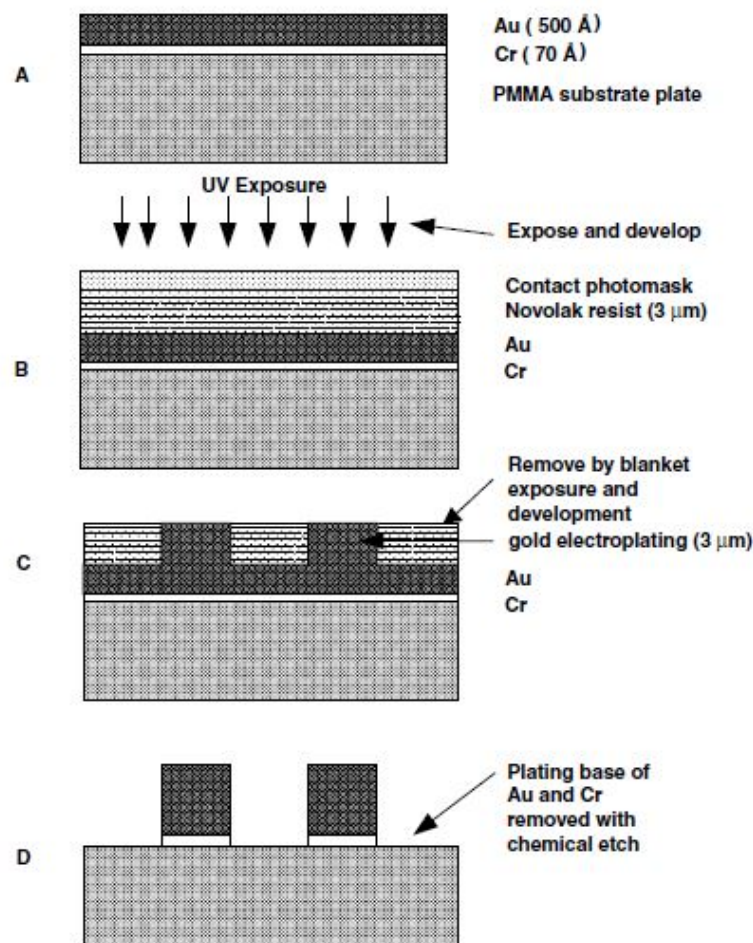 Au ( 500 Å)
Cr ( 70 Å)
A
PMMA substrate plate
UV Exposure
Expose and develop
Contact photomask
Novolak resist (3 µm)
Au
B
Cr
Remove by blanket
exposure and
development
gold electroplating (3 µm)
C
Au
Cr
Plating base of
Au and Cr
removed with
chemical etch
D